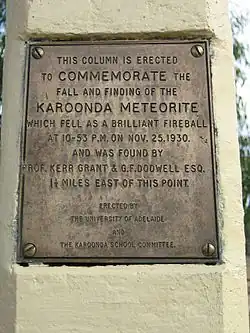 THIS COLUMN IS ERECTED
TO COMMEMORATE THE
FALL AND FINDING OF THE
KAROONDA METEORITE
WHICH FELL AS A BRILLIANT FIREBALL
AT 10-53 P.M. ON NOV. 25. 1930.
AND WAS FOUND BY
PROF. KERR GRANT & G.F. DODWELL ESQ.
1¼ MILES EAST OF THIS POINT.
ERECTED BY
THE UNIVERSITY OF ADELAIDE
AND
THE KAROONDA SCHOOL COMMITTEE.